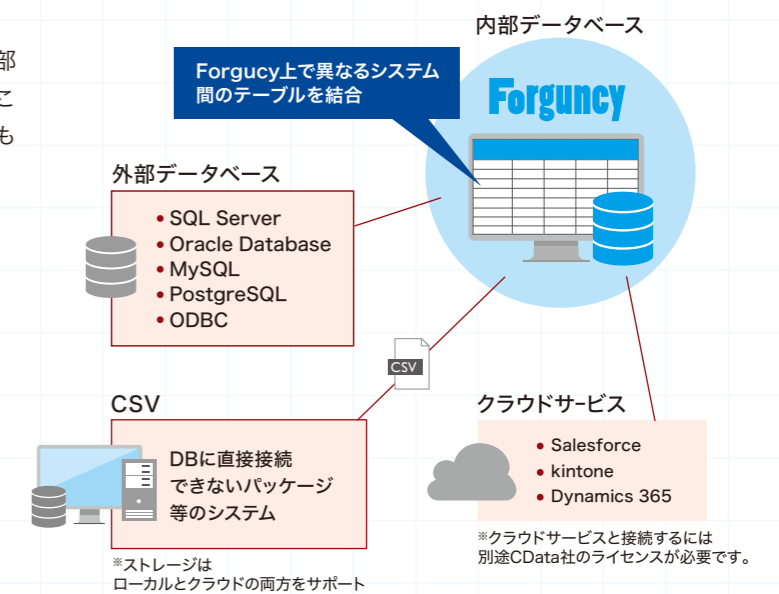 部
こ
も
内部データベース
Forgucy上で異なるシステム
間のテーブルを結合
Forguncy
外部データベース
• SQL Server
• Oracle Database
• MySQL
• PostgreSQL
• ODBC
CSV
CSV
DBに直接接続
できないパッケージ
等のシステム
※ストレージは
ローカルとクラウドの両方をサポート
クラウドサービス
• Salesforce
• kintone
• Dynamics 365
※クラウドサービスと接続するには
別途CData社のライセンスが必要です。